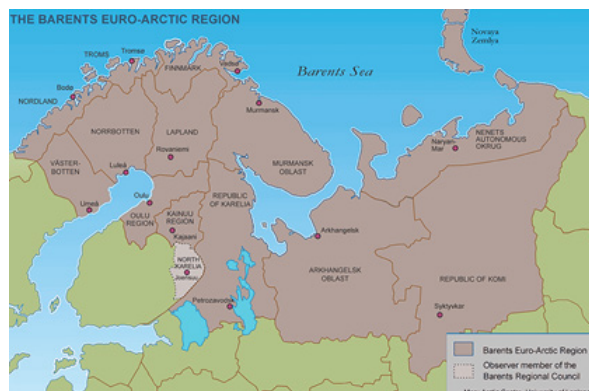 THE BARENTS EURO-ARCTIC REGION
Novaya
Zemlya
Tromsø
TROMS
FINNMARK
Vadsø
Barents Sea
Bodø
NORDLAND
Murmansk
NORRBOTTEN
LAPLAND
NENETS
AUTONOMOUS
OKRUG
Naryan-
Mar
Rovaniemi
MURMANSK
OBLAST
VÄSTER-
BOTTEN
Luleå
Umeå
Oulu
OULU
REGION
KAINUU
REGION
Kajaani
REPUBLIC
OF KARELIA
Arkhangelsk
NORTH
KARELIA
Joensuu
ARKHANGELSK
OBLAST
REPUBLIC OF KOMI
Petrozavodsk
Syktyvkar
Barents Euro-Arctic Region
Observer member of the
Barents Regional Council